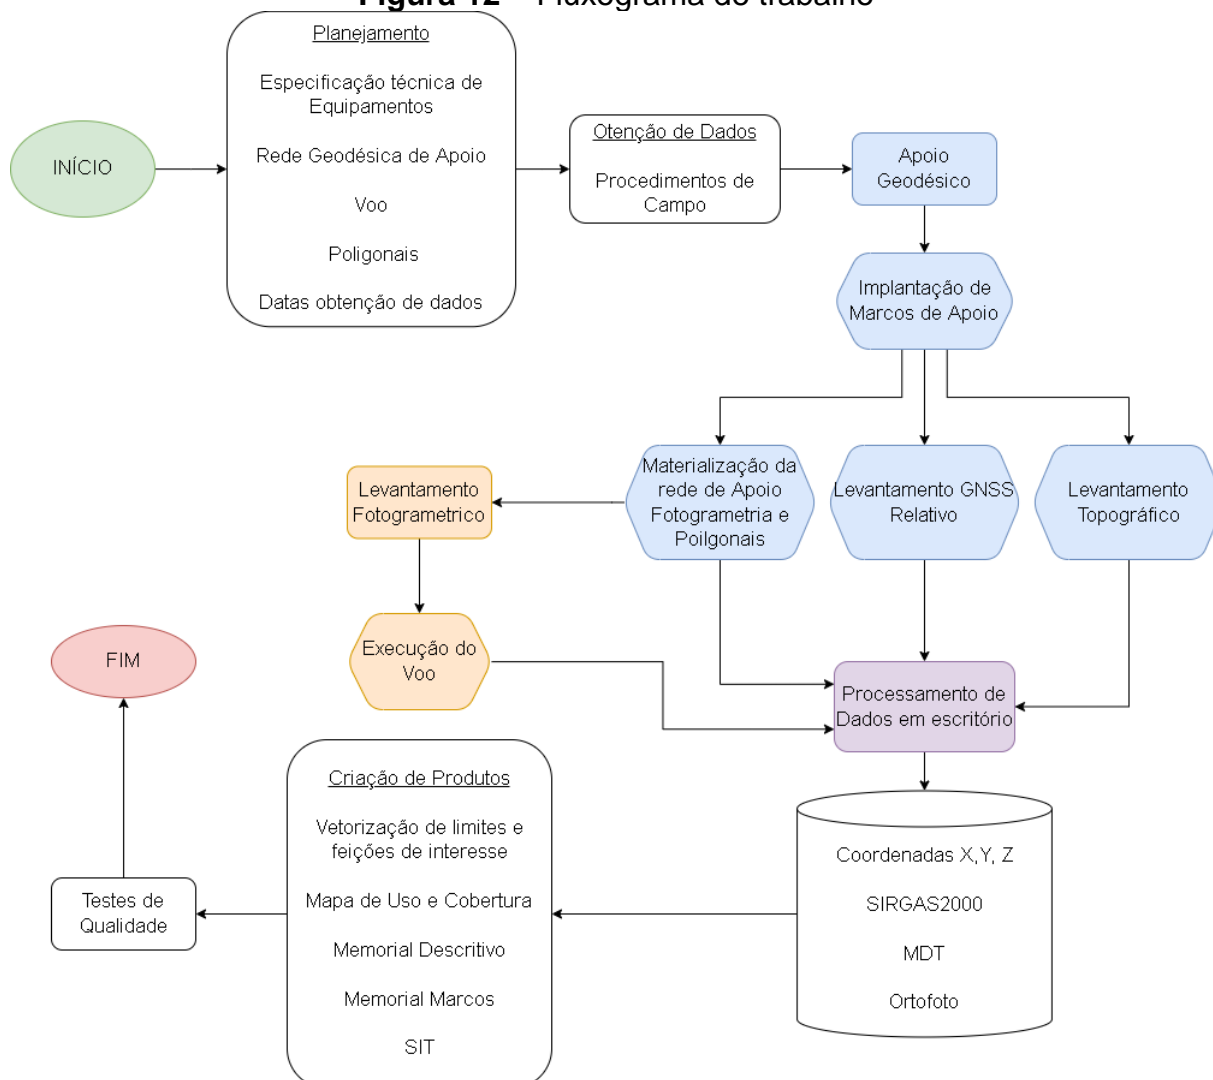 Figura 12 – Fluxograma do trabalho
Planejamento
Especificação técnica de
Equipamentos
Rede Geodésica de Apoio
Voo
Poligonais
Datas obtenção de dados
INÍCIO
Otenção de Dados
Procedimentos de
Campo
Apoio
Geodésico
Implantação de
Marcos de Apoio
Materialização da
rede de Apoio
Fotogrametria e
Poilgonais
Levantamento GNSS
Relativo
Levantamento
Topográfico
Levantamento
Fotogrametrico
Execução do
Voo
Processamento de
Dados em escritório
Coordenadas X,Y, Z
SIRGAS2000
MDT
Ortofoto
Criação de Produtos
Vetorização de limites e
feições de interesse
Mapa de Uso e Cobertura
Memorial Descritivo
Memorial Marcos
SIT
Testes de
Qualidade
FIM